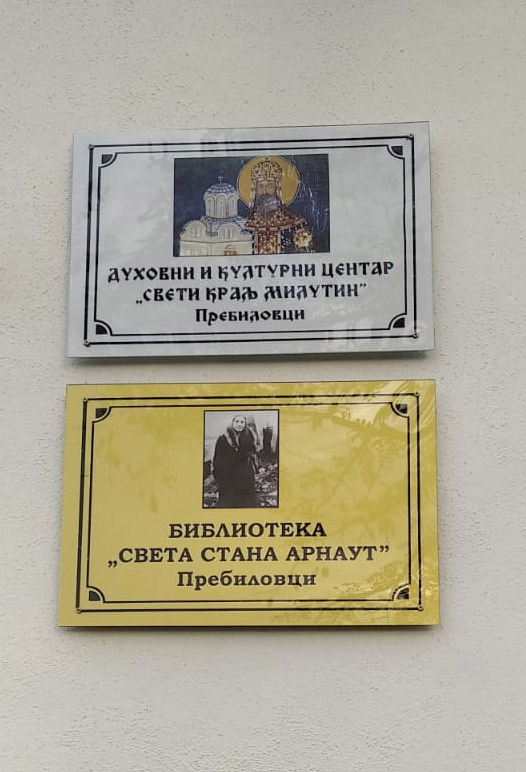 ДУХОВНИ И КУЛТУРНИ ЦЕНТАР
„СВЕТИ КРАЉ МИЛУТИН”
Пребиловци
БИБЛИОТЕКА
„СВЕТА СТАНА АРНАУТ”
Пребиловци